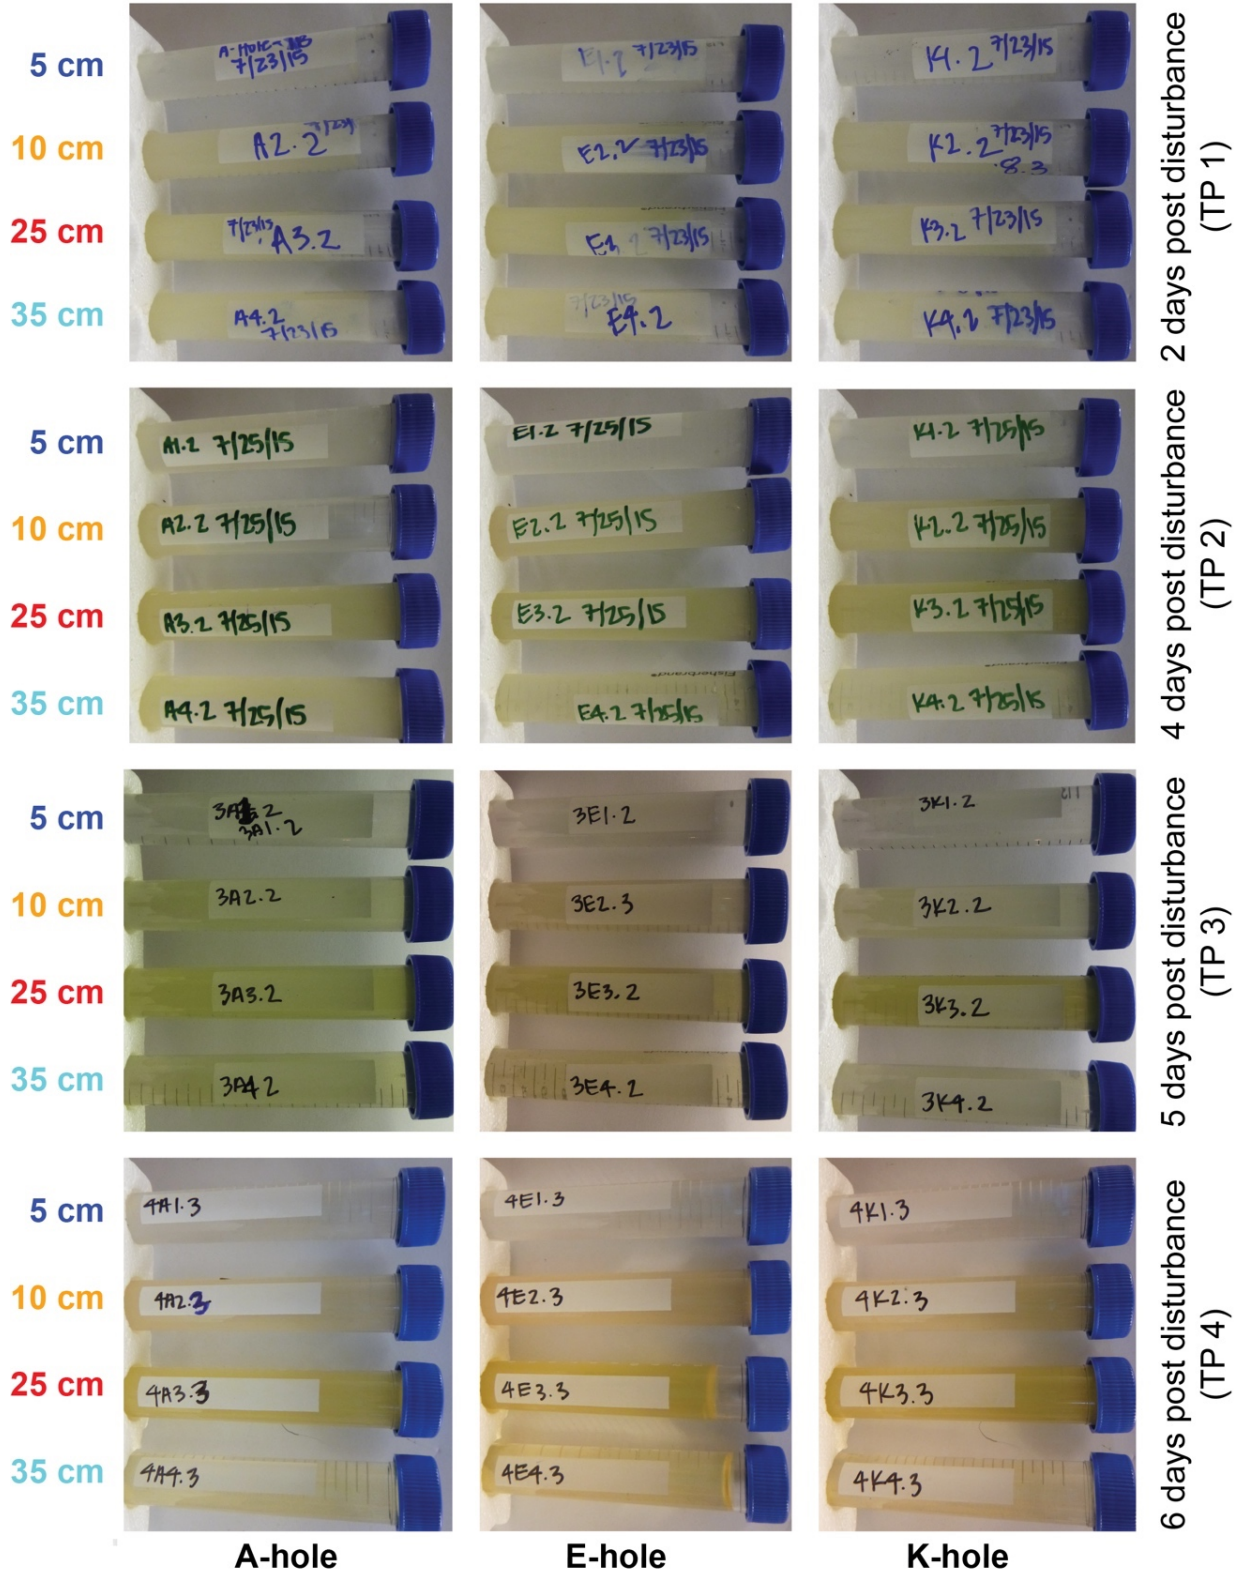 5 cm
A-Hole
7/23/15
E1.2 7/23/15
K1.2 7/23/15
10 cm
A2.2 7/23/
E2.2 7/23/15
K2.2 7/23/15
8.3
25 cm
7/23/15 A3.2
7/23/15
K3.2 7/23/15
35 cm
A4.2
7/23/15
7/23/15
E4.2
K4.2 7/23/15
2 days post disturbance
(TP 1)
5 cm
A1.2 7/25/15
E1.2 7/25/15
K1.2 7/25/15
10 cm
A2.2 7/25/15
E2.2 7/25/15
K2.2 7/25/15
25 cm
A3.2 7/25/15
E3.2 7/25/15
K3.2 7/25/15
35 cm
A4.2 7/25/15
Fisherbrand
E4.2 7/25/15
K4.2 7/25/15
4 days post disturbance
(TP 2)
5 cm
3A1.2
3E1.2
3K1.2
10 cm
3A2.2
3E2.3
3K2.2
25 cm
3A3.2
3E3.2
3K3.2
35 cm
3A4.2
3E4.2
3K4.2
5 days post disturbance
(TP 3)
5 cm
4A1.3
4E1.3
4K1.3
10 cm
4A2.3
4E2.3
4K2.3
25 cm
4A3.3
4E3.3
4K3.3
35 cm
4A4.3
4E4.3
4K4.3
6 days post disturbance
(TP 4)
A-hole
E-hole
K-hole